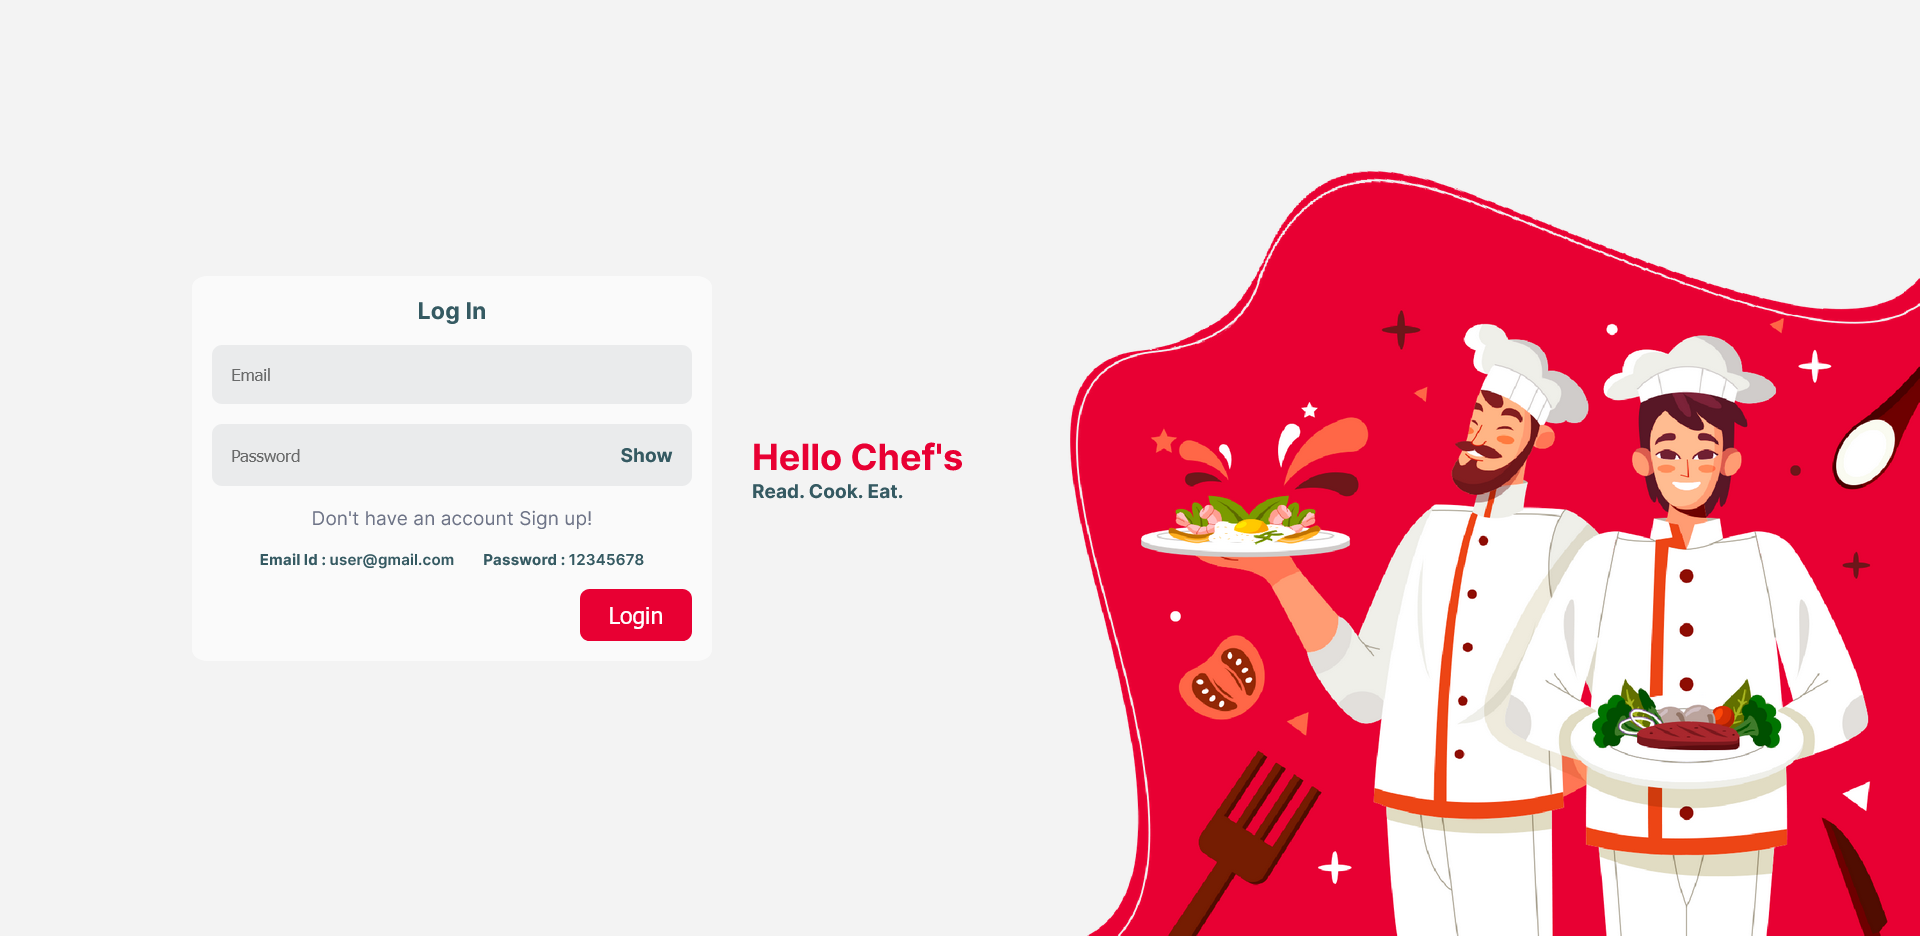 Log In
Email
Password Show
Don't have an account Sign up!
Email Id : user@gmail.com Password : 12345678
Login
Hello Chef's
Read. Cook. Eat.